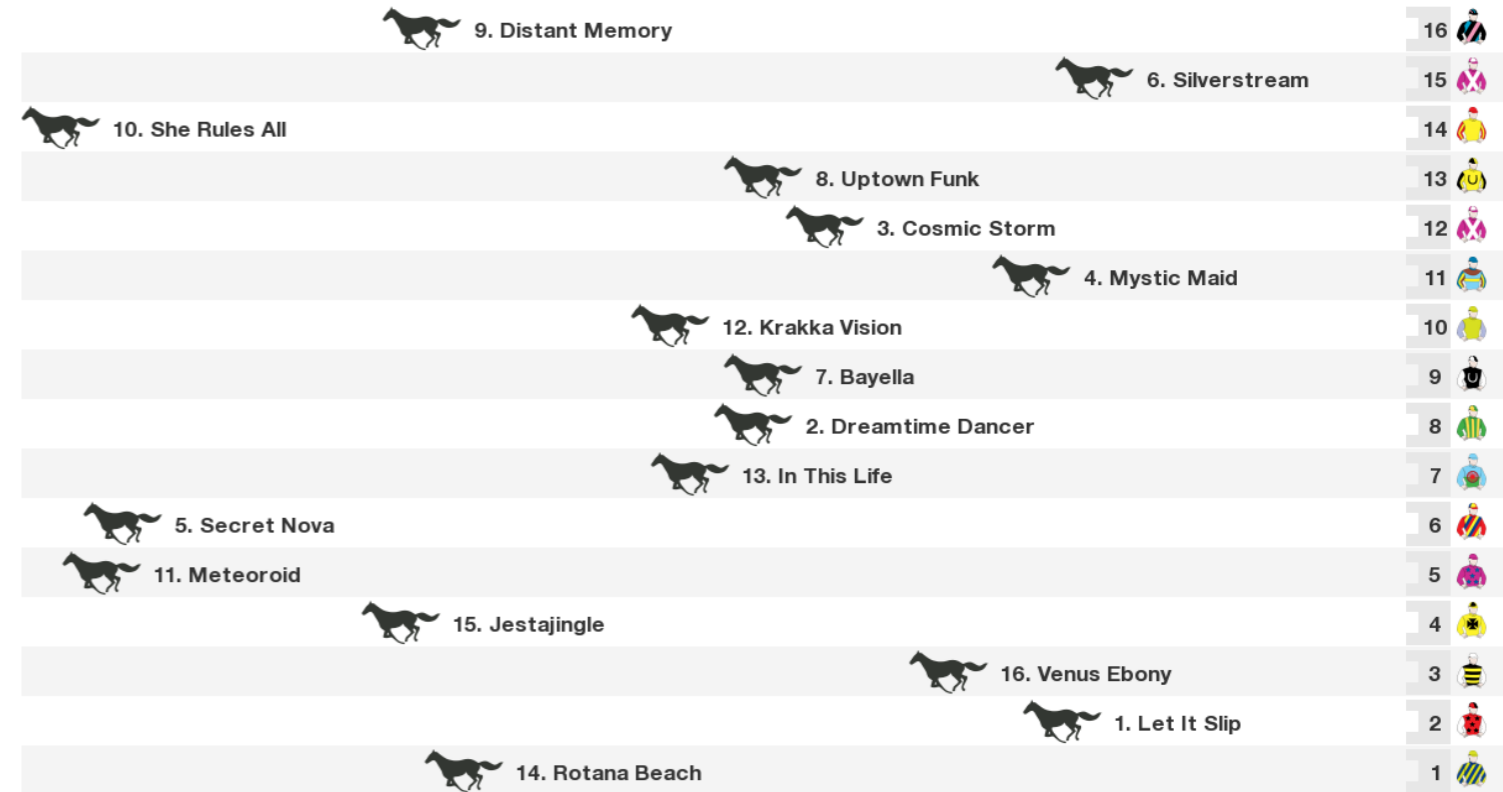 9. Distant Memory 16
6. Silverstream 15
10. She Rules All 14
8. Uptown Funk 13
3. Cosmic Storm 12
4. Mystic Maid 11
12. Krakka Vision 10
7. Bayella 9
2. Dreamtime Dancer 8
13. In This Life 7
5. Secret Nova 6
11. Meteoroid 5
15. Jestajingle 4
16. Venus Ebony 3
1. Let It Slip 2
14. Rotana Beach 1